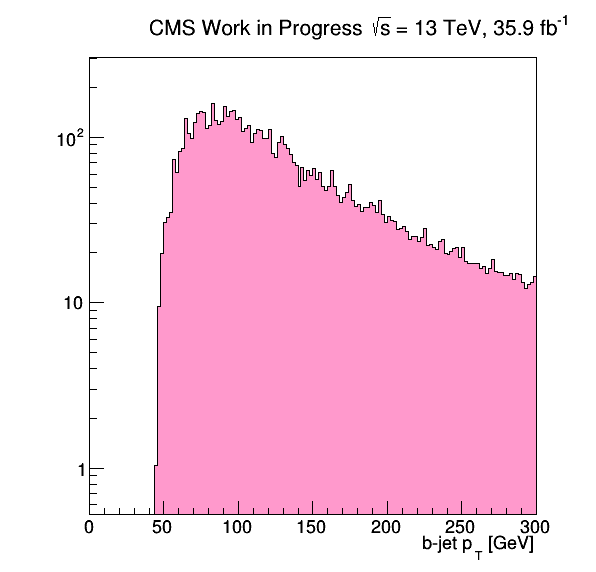 CMS Work in Progress √s = 13 TeV, 35.9 fb⁻¹
10²
10
1
0 50 100 150 200 250 300
b-jet p_T [GeV]